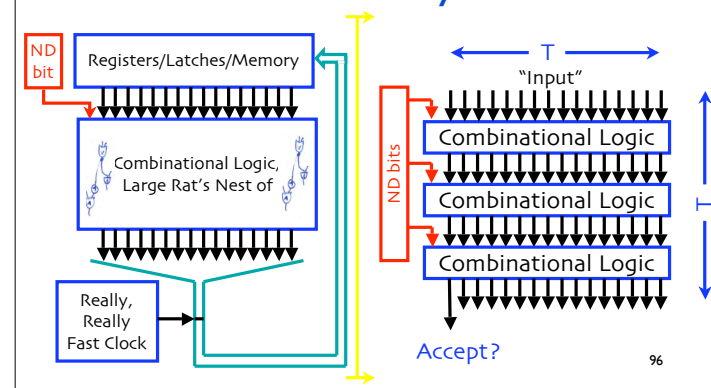 ND
bit
Registers/Latches/Memory
Combinational Logic,
Large Rat's Nest of
Really,
Really
Fast Clock
T
"Input"
ND bits
Combinational Logic
Combinational Logic
Combinational Logic
T
Accept?
96